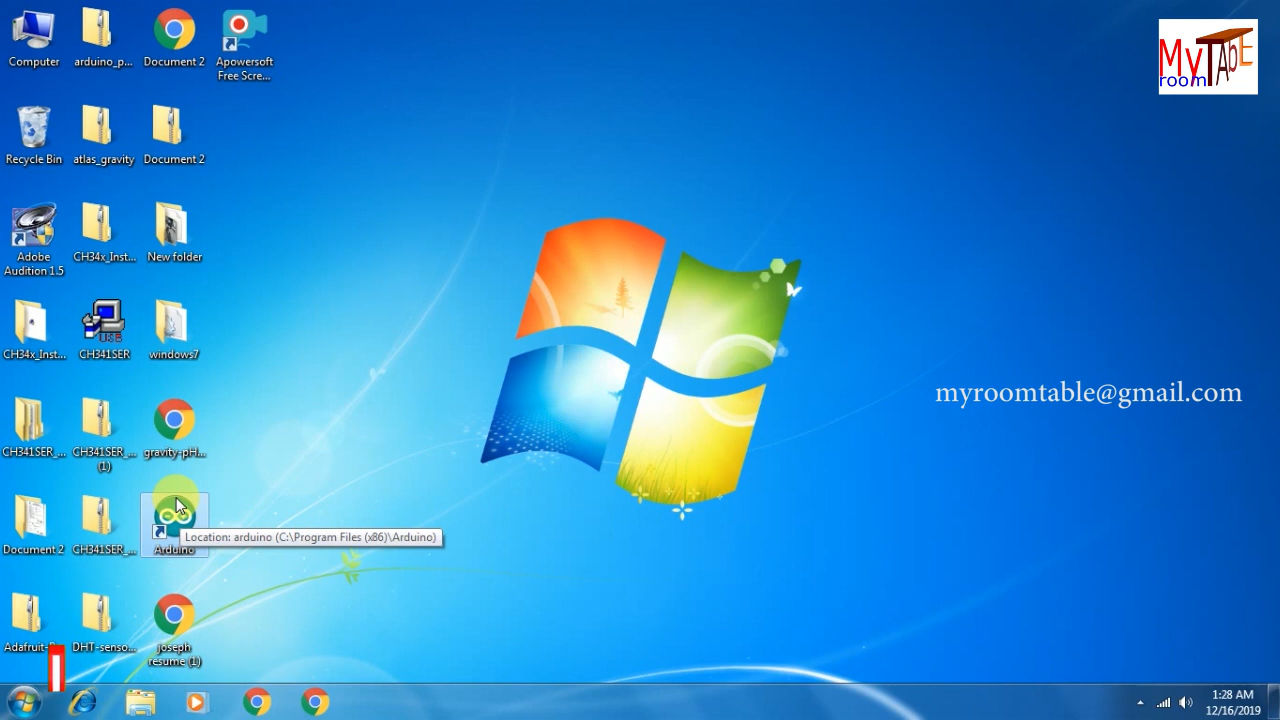 Computer
arduino_p...
Document 2
Apowersoft
Free Scre...
My
TAbE
room
Recycle Bin
atlas_gravity
Document 2
Adobe
Audition 1.5
CH34x_Inst...
New folder
CH34x_Inst...
CH341SER
windows7
myroomtable@gmail.com
CH341SER_...
CH341SER_...
(1)
gravity-pH...
Document 2
CH341SER_...
Arduino
Location: arduino (C:\Program Files (x86)\Arduino)
DHT-senso...
joseph
resume (1)
1:28 AM
12/16/2019